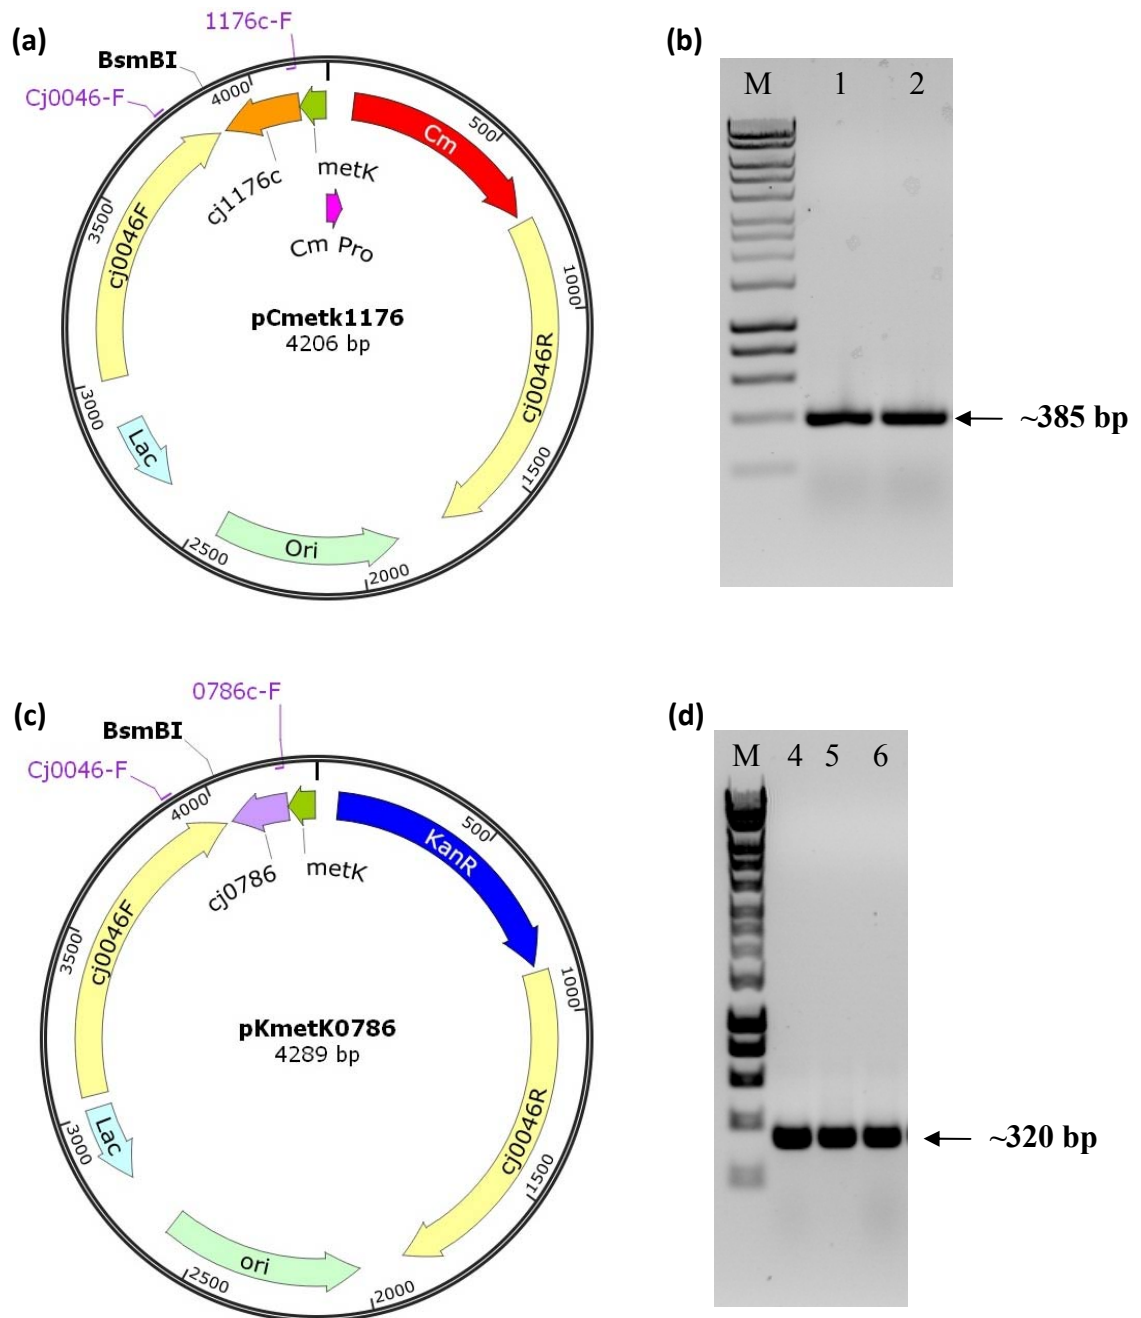 (a)
1176c-F
BsmBI
Cj0046-F
4000
500
Cm
cj1176c
metK
Cm Pro
3500
cj0046F
1000
cj0046R
pCmetk1176
4206 bp
3000
Lac
1500
Ori
2500
2000
(b)
M 1 2
~385 bp
(c)
0786c-F
BsmBI
Cj0046-F
4000
500
KanR
cj0786
metK
3500
cj0046F
1000
cj0046R
pKmetK0786
4289 bp
3000
Lac
1500
ori
2500
2000
(d)
M 4 5 6
~320 bp